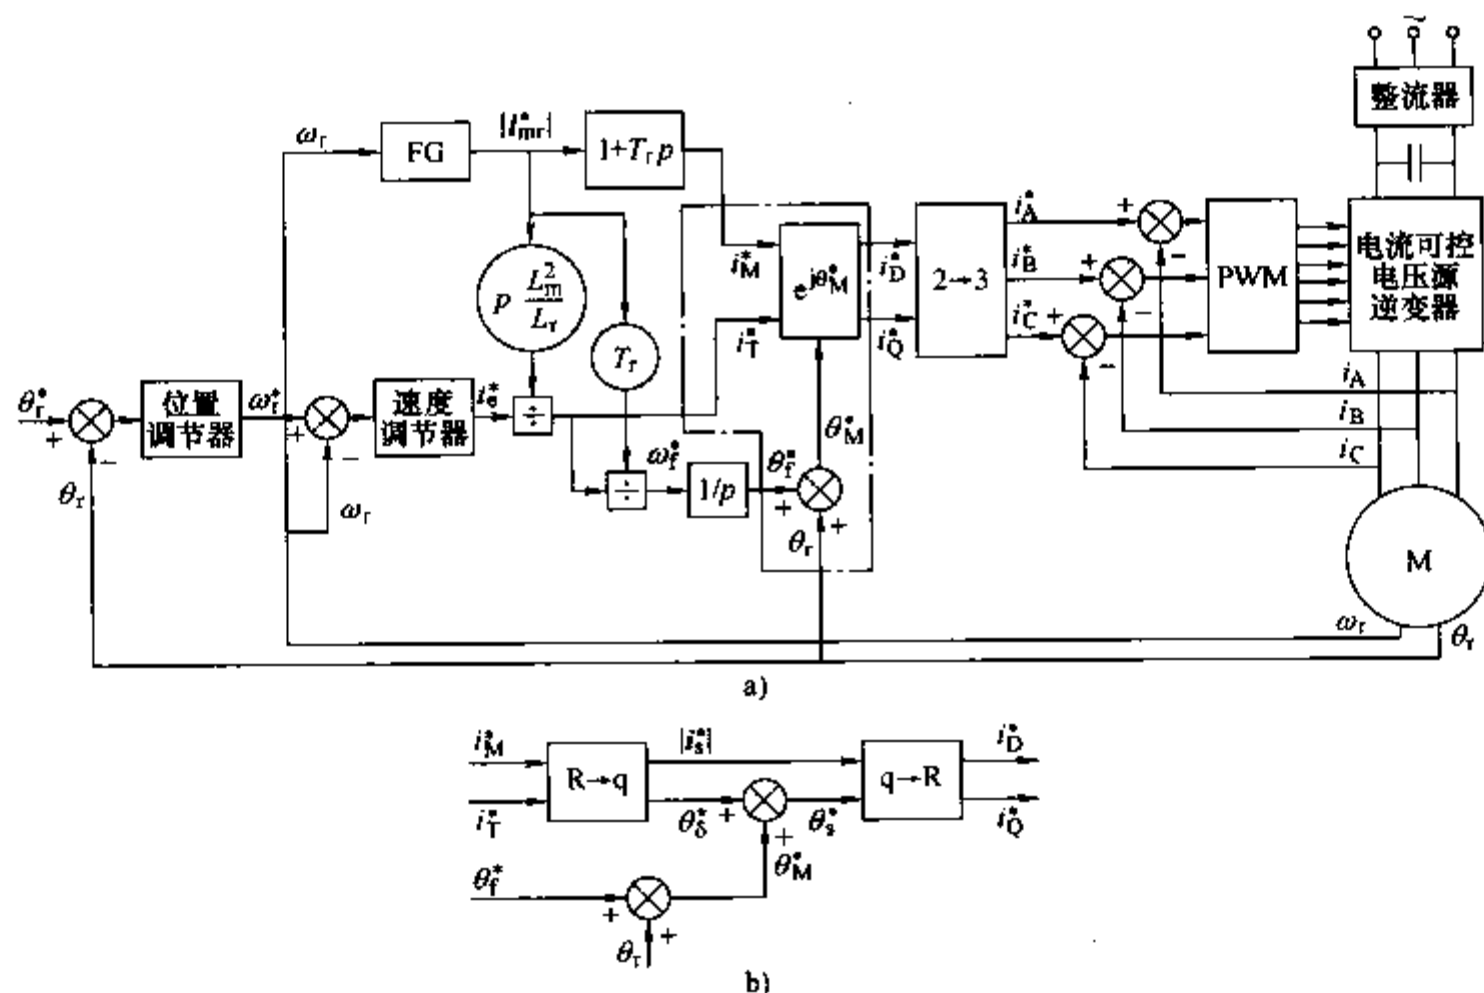 ~
整流器
ω_r
FG
|i*_mr|
1+T_r p
p L²_m/L_r
T_r
i*_M
i*_T
e^jθ*_M
i*_D
i*_Q
2→3
i*_A
i*_B
i*_C
+
−
+
−
+
−
PWM
电流可控
电压源
逆变器
i_A
i_B
i_C
θ*_r
+
−
位置
调节器
ω*_r
+
−
速度
调节器
i*_e
÷
÷
ω*_f
1/p
θ*_f
+
+
θ*_M
θ_r
θ_r
ω_r
M
ω_r
θ_r
a)
i*_M
i*_T
R→q
|i*_s|
θ*_δ
+
+
θ*_s
q→R
i*_D
i*_Q
θ*_M
θ*_f
+
+
θ_r
b)